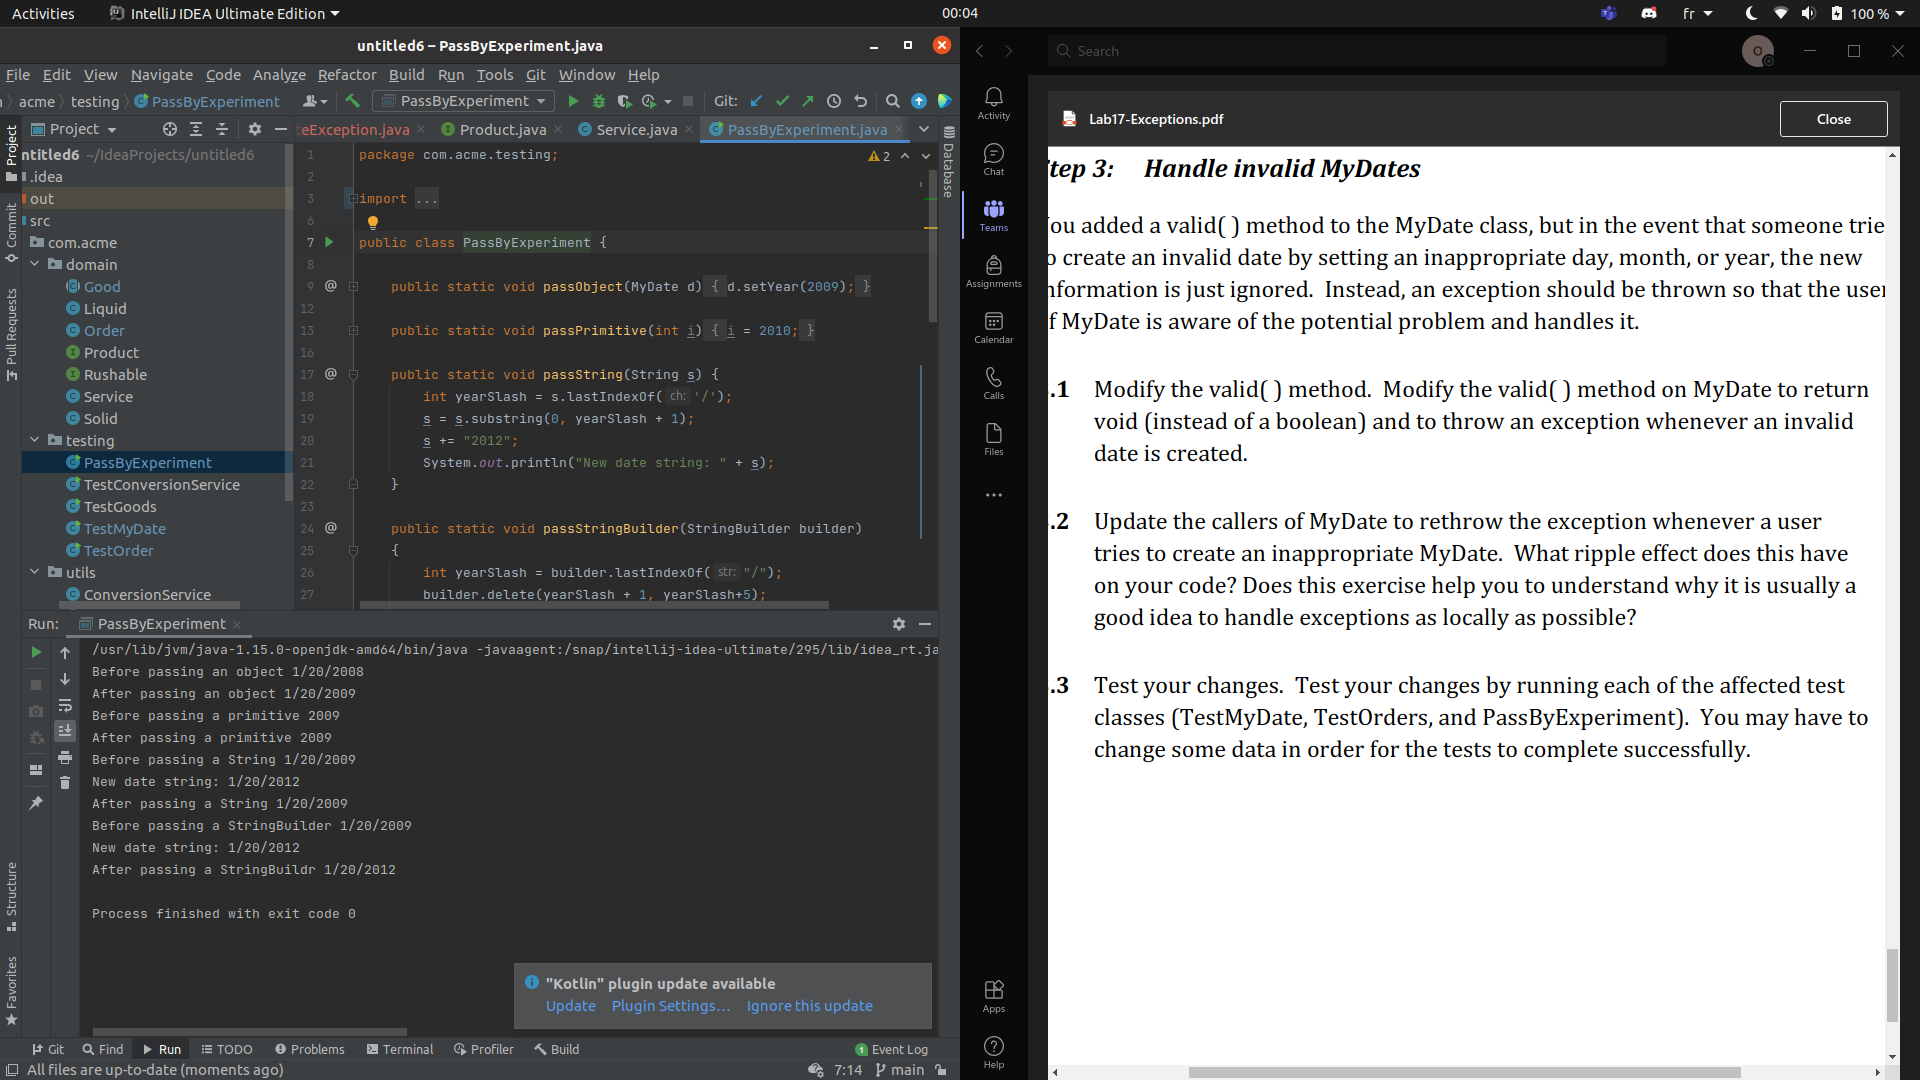 Activities
IntelliJ IDEA Ultimate Edition
00:04
fr
100 %
untitled6 – PassByExperiment.java
File Edit View Navigate Code Analyze Refactor Build Run Tools Git Window Help
acme testing PassByExperiment
PassByExperiment
Git:
Project
eException.java
Product.java
Service.java
PassByExperiment.java
ntitled6 ~/IdeaProjects/untitled6
.idea
out
src
com.acme
domain
Good
Liquid
Order
Product
Rushable
Service
Solid
testing
PassByExperiment
TestConversionService
TestGoods
TestMyDate
TestOrder
utils
ConversionService
Project
Commit
Pull Requests
Structure
Favorites
Database
2
1 package com.acme.testing;
2
3 import ...
6
7 public class PassByExperiment {
8
9 @ public static void passObject(MyDate d) { d.setYear(2009); }
12
13 public static void passPrimitive(int i) { i = 2010; }
16
17 @ public static void passString(String s) {
18 int yearSlash = s.lastIndexOf( ch: '/');
19 s = s.substring(0, yearSlash + 1);
20 s += "2012";
21 System.out.println("New date string: " + s);
22 }
23
24 @ public static void passStringBuilder(StringBuilder builder)
25 {
26 int yearSlash = builder.lastIndexOf( str: "/");
27 builder.delete(yearSlash + 1, yearSlash+5);
Run: PassByExperiment
/usr/lib/jvm/java-1.15.0-openjdk-amd64/bin/java -javaagent:/snap/intellij-idea-ultimate/295/lib/idea_rt.ja
Before passing an object 1/20/2008
After passing an object 1/20/2009
Before passing a primitive 2009
After passing a primitive 2009
Before passing a String 1/20/2009
New date string: 1/20/2012
After passing a String 1/20/2009
Before passing a StringBuilder 1/20/2009
New date string: 1/20/2012
After passing a StringBuildr 1/20/2012
Process finished with exit code 0
"Kotlin" plugin update available
Update Plugin Settings... Ignore this update
Git Find Run TODO Problems Terminal Profiler Build
1 Event Log
All files are up-to-date (moments ago)
7:14 main
Search
O
Activity
Chat
Teams
Assignments
Calendar
Calls
Files
...
Apps
Help
Lab17-Exceptions.pdf
Close
tep 3: Handle invalid MyDates
ou added a valid( ) method to the MyDate class, but in the event that someone trie
o create an invalid date by setting an inappropriate day, month, or year, the new
nformation is just ignored. Instead, an exception should be thrown so that the user
f MyDate is aware of the potential problem and handles it.
.1 Modify the valid( ) method. Modify the valid( ) method on MyDate to return
void (instead of a boolean) and to throw an exception whenever an invalid
date is created.
.2 Update the callers of MyDate to rethrow the exception whenever a user
tries to create an inappropriate MyDate. What ripple effect does this have
on your code? Does this exercise help you to understand why it is usually a
good idea to handle exceptions as locally as possible?
.3 Test your changes. Test your changes by running each of the affected test
classes (TestMyDate, TestOrders, and PassByExperiment). You may have to
change some data in order for the tests to complete successfully.